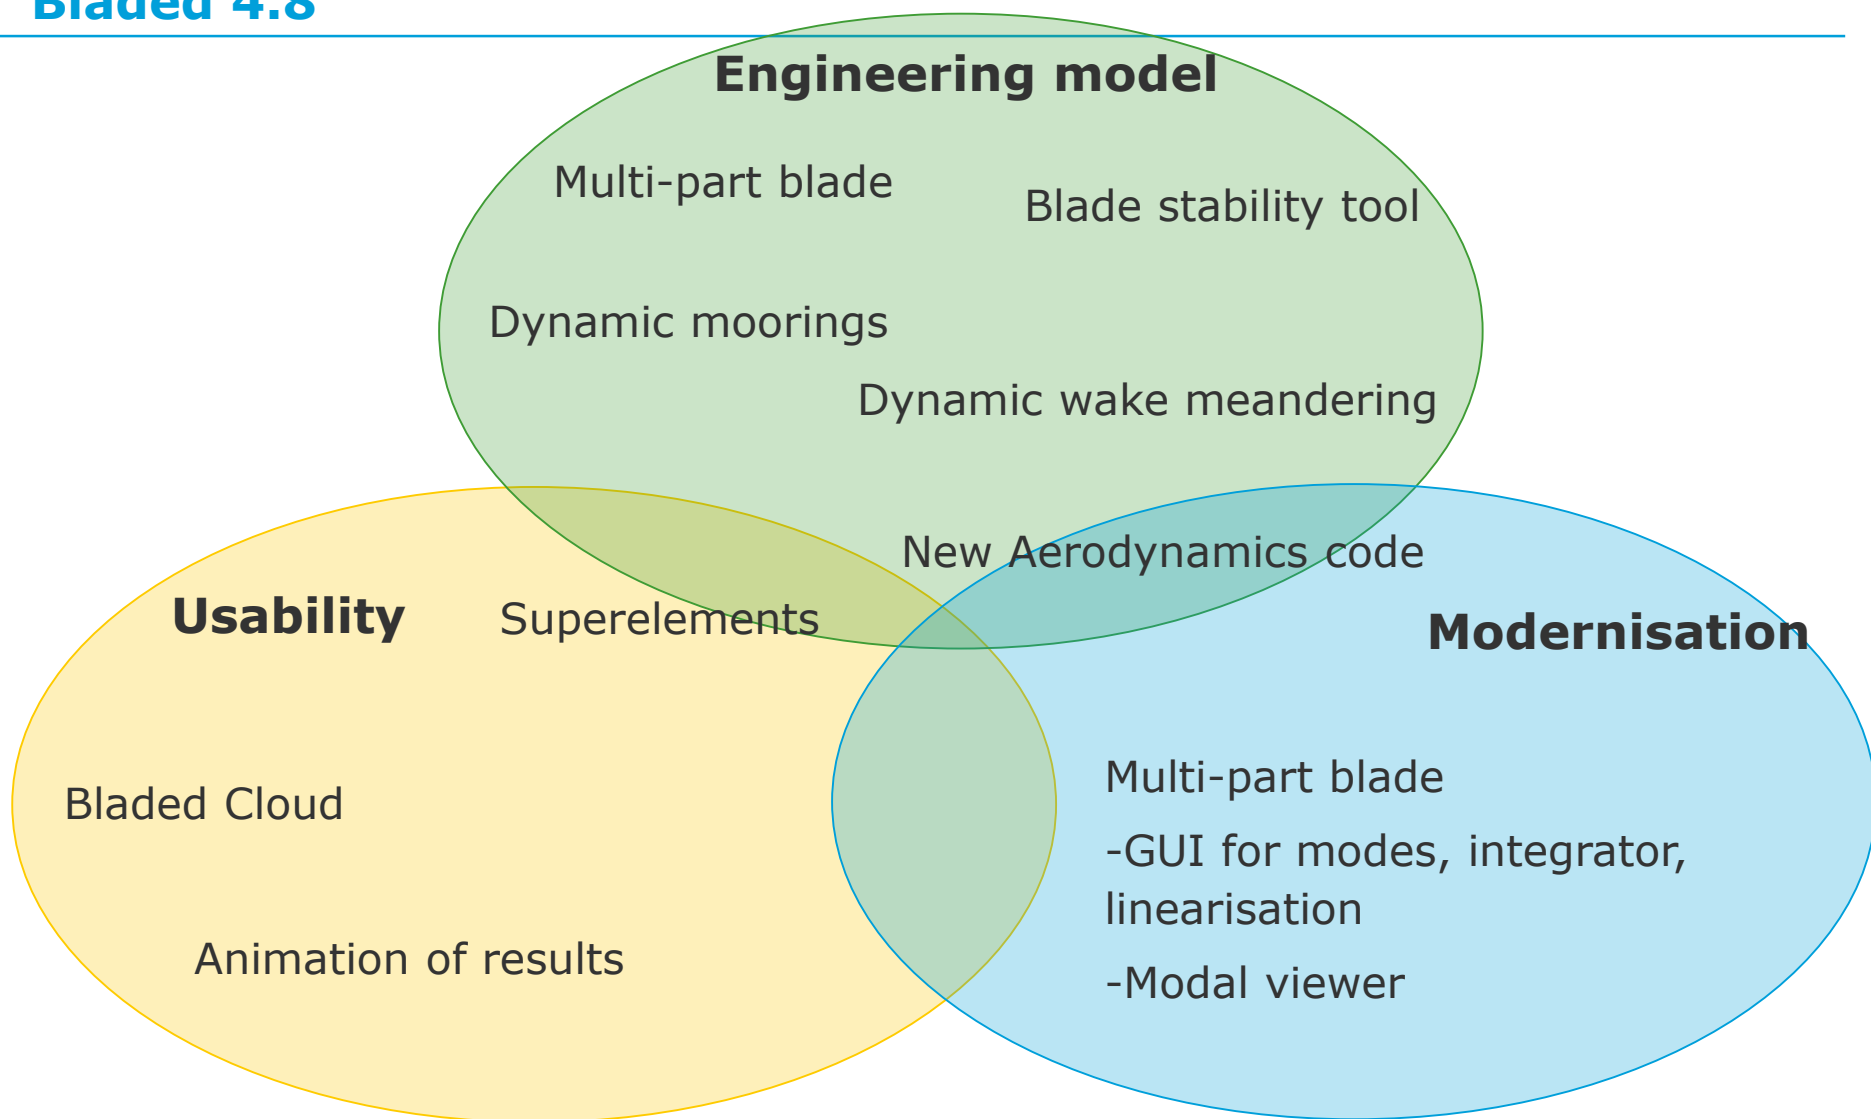 Bladed 4.8
Engineering model
Multi-part blade
Blade stability tool
Dynamic moorings
Dynamic wake meandering
New Aerodynamics code
Usability
Superelements
Modernisation
Bladed Cloud
Animation of results
Multi-part blade
-GUI for modes, integrator,
linearisation
-Modal viewer